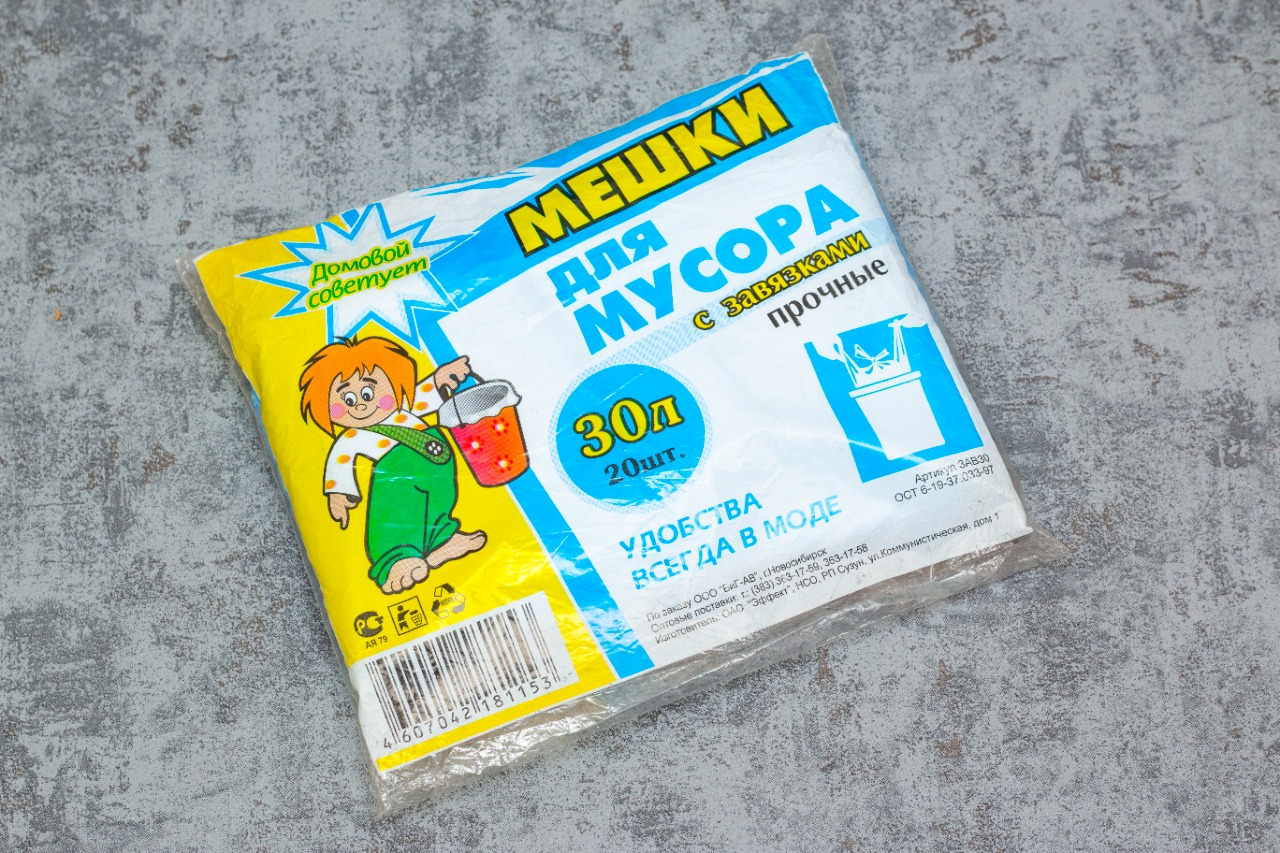 Домовой
советует
МЕШКИ
ДЛЯ
МУСОРА
с завязками
прочные
30л
20шт.
УДОБСТВА
ВСЕГДА В МОДЕ
Артикул ЗАВ30
ОСТ 6-19-37.033-97
По заказу ООО "БиГ-АВ", г.Новосибирск
Оптовые поставки: т.: (383) 363-17-59, 363-17-58
Изготовитель: ОАО "Эффект", НСО, РП Сузун, ул.Коммунистическая, дом 1
РСТ
АЯ 79
4 607042 181153